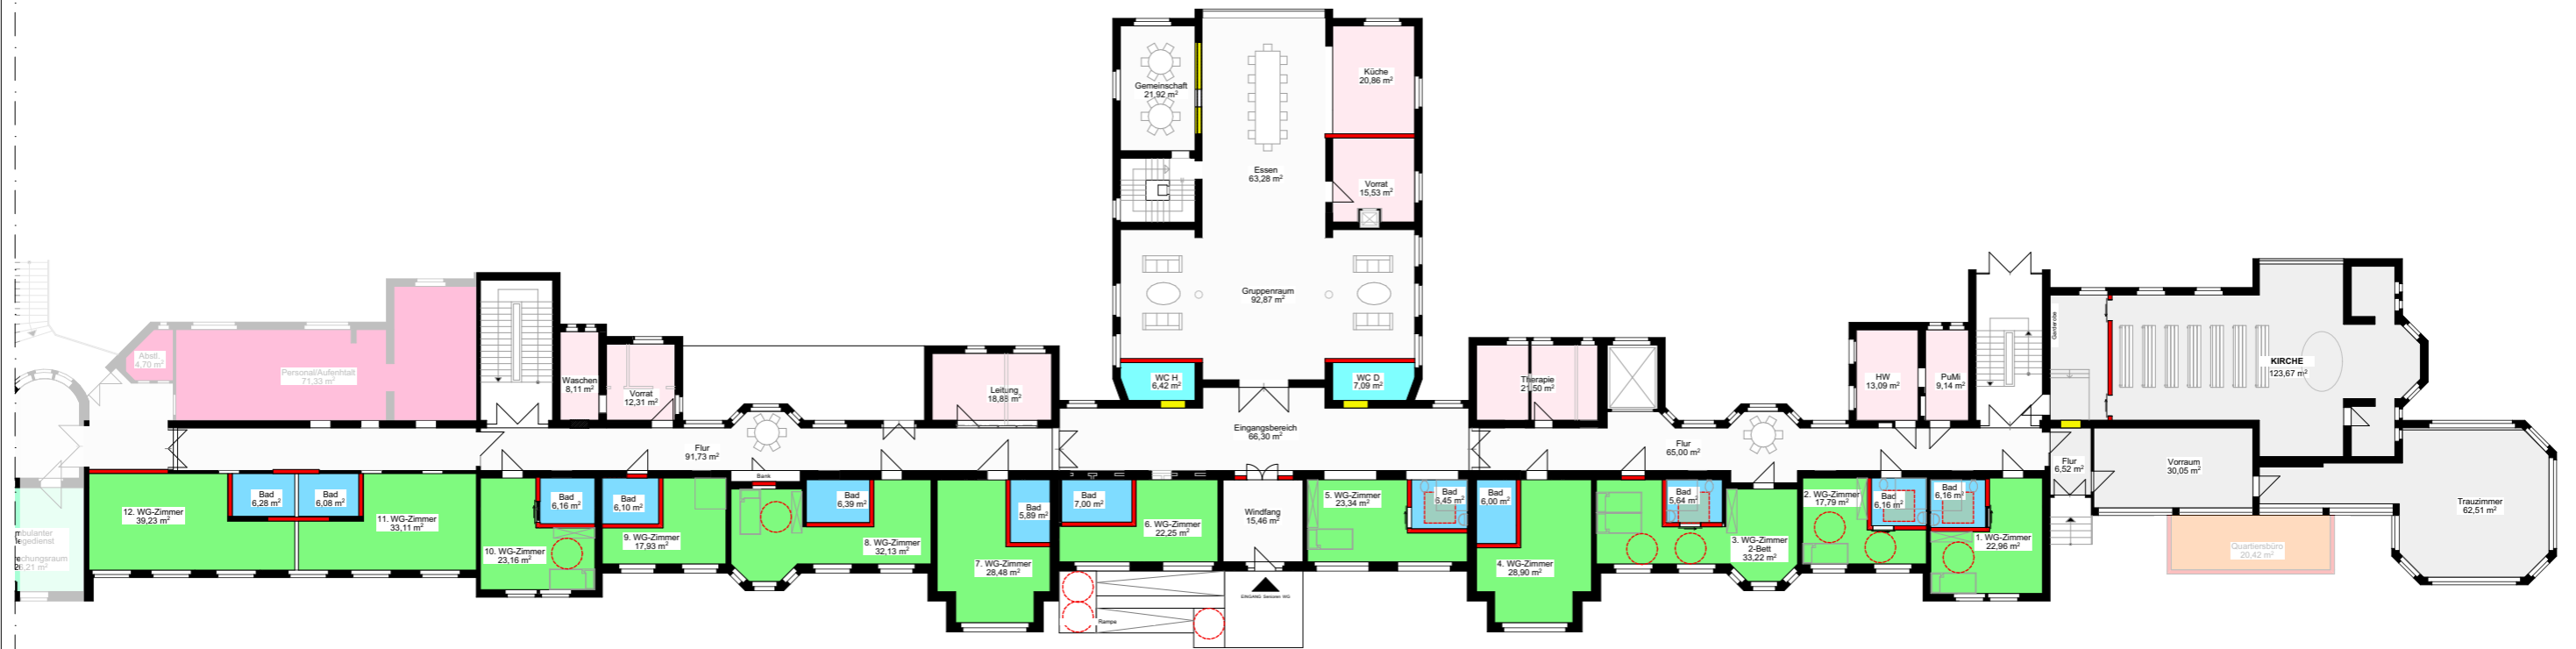 Gemeinschaft
21,92 m²
Küche
20,86 m²
Essen
63,28 m²
Vorrat
15,53 m²
Gruppenraum
92,87 m²
WC H
6,42 m²
WC D
7,09 m²
Abstl.
4,70 m²
Personal/Aufenthalt
71,33 m²
Waschen
8,11 m²
Vorrat
12,31 m²
Leitung
18,88 m²
Therapie
21,50 m²
HW
13,09 m²
PuMi
9,14 m²
KIRCHE
123,67 m²
Flur
91,73 m²
Eingangsbereich
66,30 m²
Flur
65,00 m²
Flur
6,52 m²
Vorraum
30,05 m²
Trauzimmer
62,51 m²
Quartiersbüro
20,42 m²
Bank
12. WG-Zimmer
39,23 m²
Bad
6,28 m²
Bad
6,08 m²
11. WG-Zimmer
33,11 m²
10. WG-Zimmer
23,16 m²
Bad
6,16 m²
Bad
6,10 m²
9. WG-Zimmer
17,93 m²
Bad
6,39 m²
8. WG-Zimmer
32,13 m²
Bad
5,89 m²
7. WG-Zimmer
28,48 m²
Bad
7,00 m²
6. WG-Zimmer
22,25 m²
Windfang
15,46 m²
5. WG-Zimmer
23,34 m²
Bad
6,45 m²
Bad
6,00 m²
4. WG-Zimmer
28,90 m²
Bad
5,64 m²
3. WG-Zimmer
2-Bett
33,22 m²
2. WG-Zimmer
17,79 m²
Bad
6,16 m²
Bad
6,16 m²
1. WG-Zimmer
22,96 m²
Rampe
EINGANG Senioren WG